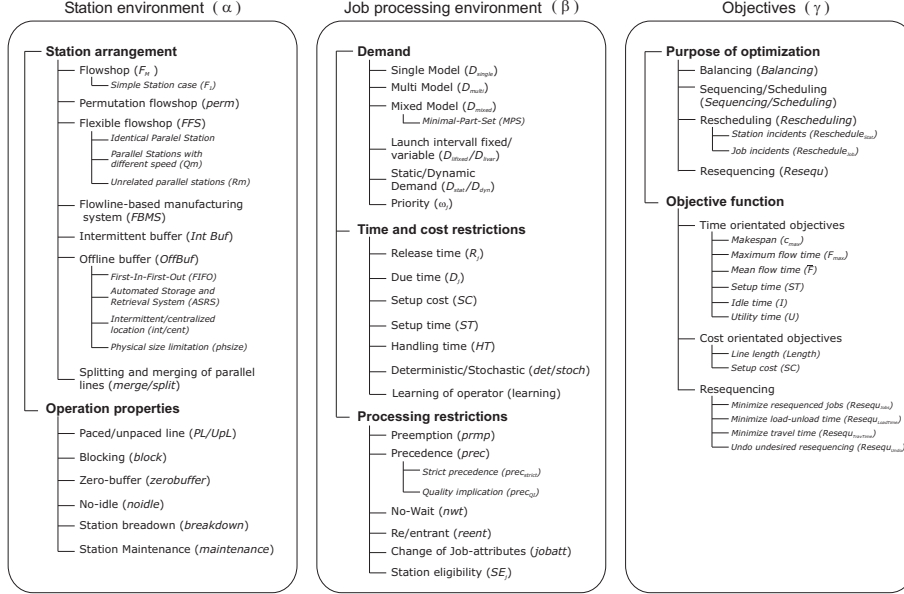 Station environment ( α )
Station arrangement
Flowshop (F_M )
Simple Station case (F_1)
Permutation flowshop (perm)
Flexible flowshop (FFS)
Identical Paralel Station
Parallel Stations with
different speed (Qm)
Unrelated parallel stations (Rm)
Flowline-based manufacturing
system (FBMS)
Intermittent buffer (Int Buf)
Offline buffer (OffBuf)
First-In-First-Out (FIFO)
Automated Storage and
Retrieval System (ASRS)
Intermittent/centralized
location (int/cent)
Physical size limitation (phsize)
Splitting and merging of parallel
lines (merge/split)
Operation properties
Paced/unpaced line (PL/UpL)
Blocking (block)
Zero-buffer (zerobuffer)
No-idle (noidle)
Station breadown (breakdown)
Station Maintenance (maintenance)
Job processing environment ( β )
Demand
Single Model (D_single)
Multi Model (D_multi)
Mixed Model (D_mixed)
Minimal-Part-Set (MPS)
Launch intervall fixed/
variable (D_lifixed/D_livar)
Static/Dynamic
Demand (D_stat/D_dyn)
Priority (ω_j)
Time and cost restrictions
Release time (R_j)
Due time (D_j)
Setup cost (SC)
Setup time (ST)
Handling time (HT)
Deterministic/Stochastic (det/stoch)
Learning of operator (learning)
Processing restrictions
Preemption (prmp)
Precedence (prec)
Strict precedence (prec_strict)
Quality implication (prec_QI)
No-Wait (nwt)
Re/entrant (reent)
Change of Job-attributes (jobatt)
Station eligibility (SE_j)
Objectives ( γ )
Purpose of optimization
Balancing (Balancing)
Sequencing/Scheduling
(Sequencing/Scheduling)
Rescheduling (Rescheduling)
Station incidents (Reschedule_Stat)
Job incidents (Reschedule_Job)
Resequencing (Resequ)
Objective function
Time orientated objectives
Makespan (c_max)
Maximum flow time (F_max)
Mean flow time (F̅)
Setup time (ST)
Idle time (I)
Utility time (U)
Cost orientated objectives
Line length (Length)
Setup cost (SC)
Resequencing
Minimize resequenced jobs (Resequ_Jobs)
Minimize load-unload time (Resequ_LoadTime)
Minimize travel time (Resequ_TravTime)
Undo undesired resequencing (Resequ_Undo)